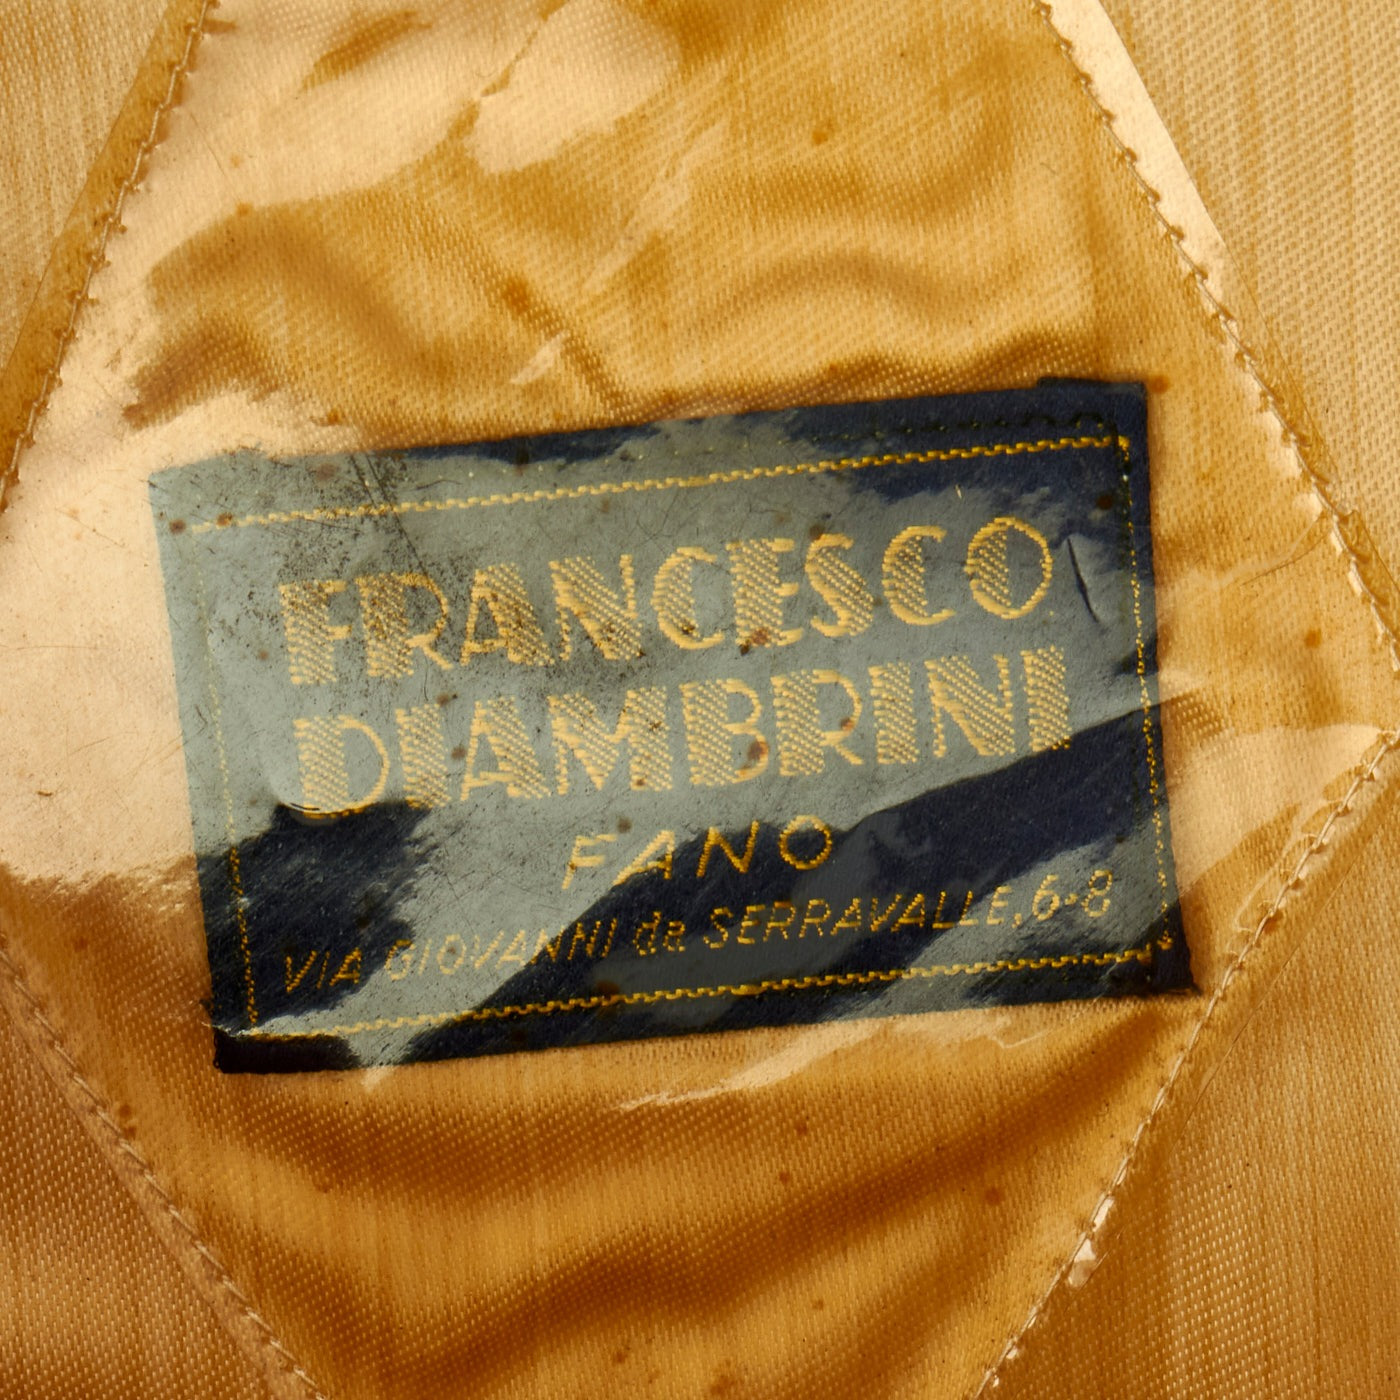 FRANCESCO
DIAMBRINI
FANO
VIA GIOVANNI da SERRAVALLE, 6-8